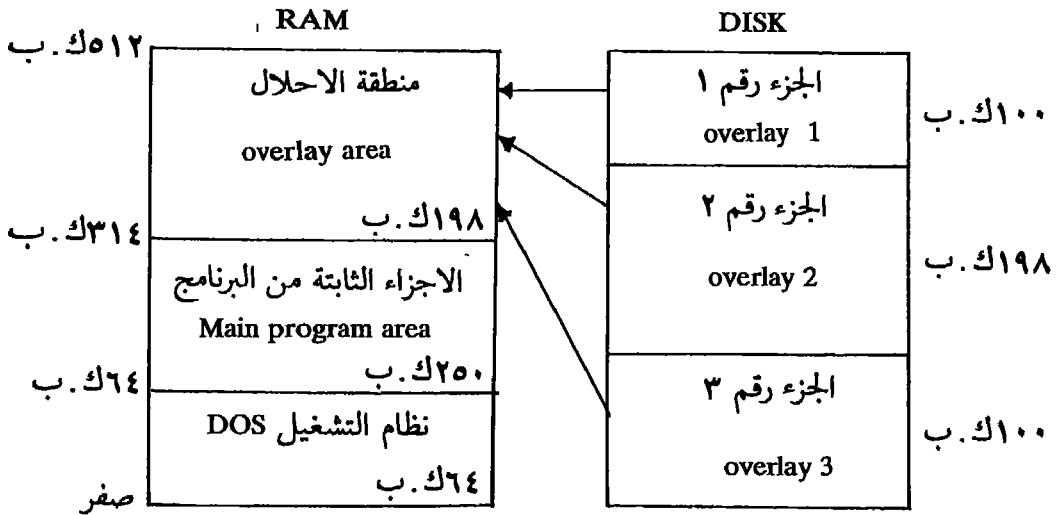 RAM
DISK
٥١٢ك.ب
منطقة الاحلال
overlay area
١٩٨ك.ب
٣١٤ك.ب
الاجزاء الثابتة من البرنامج
Main program area
٢٥٠ك.ب
٦٤ك.ب
نظام التشغيل DOS
٦٤ك.ب
صفر
الجزء رقم ١
overlay 1
١٠٠ك.ب
الجزء رقم ٢
overlay 2
١٩٨ك.ب
الجزء رقم ٣
overlay 3
١٠٠ك.ب